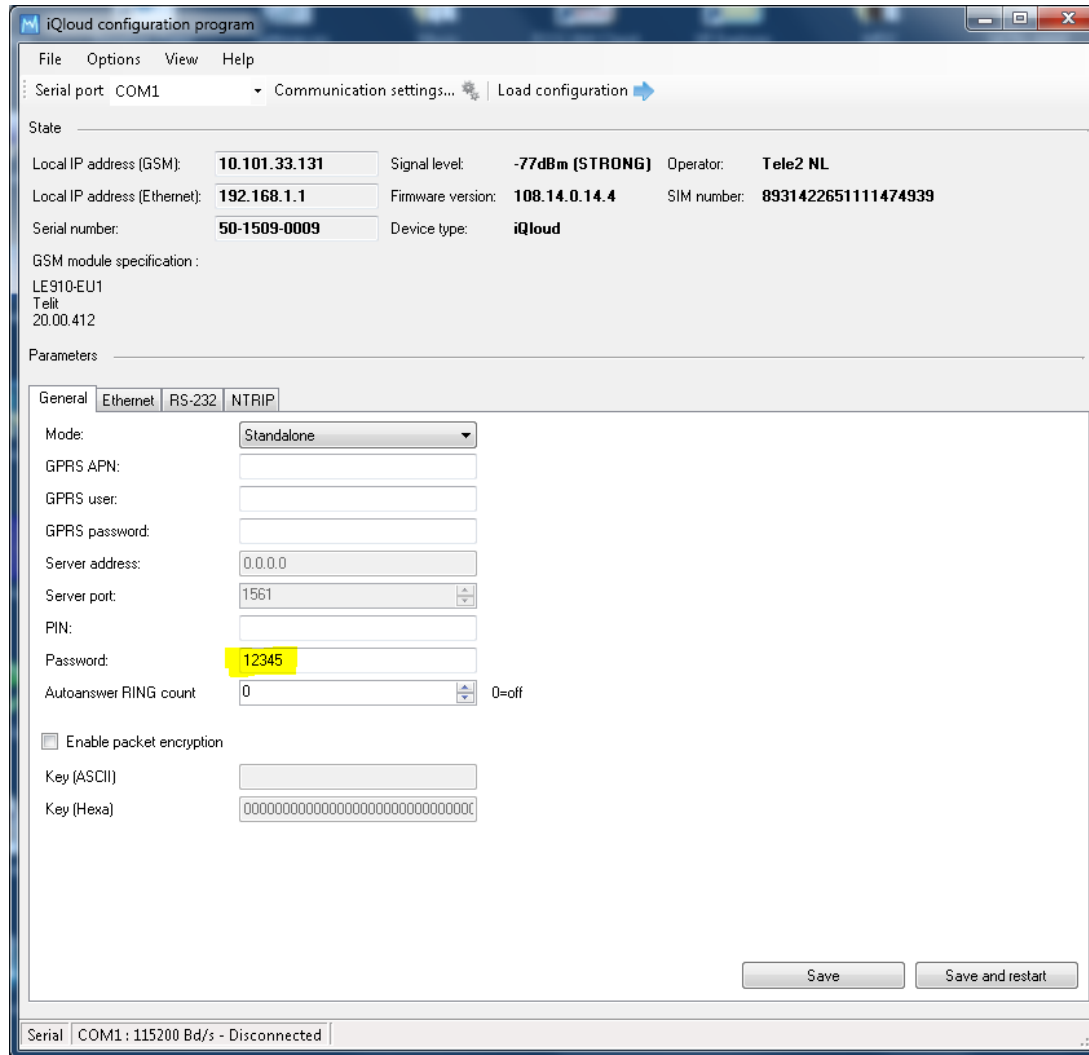 iQloud configuration program
File Options View Help
Serial port COM1 Communication settings... Load configuration
State
Local IP address (GSM): 10.101.33.131 Signal level: -77dBm (STRONG) Operator: Tele2 NL
Local IP address (Ethernet): 192.168.1.1 Firmware version: 108.14.0.14.4 SIM number: 8931422651111474939
Serial number: 50-1509-0009 Device type: iQloud
GSM module specification :
LE910-EU1
Telit
20.00.412
Parameters
General Ethernet RS-232 NTRIP
Mode: Standalone
GPRS APN:
GPRS user:
GPRS password:
Server address: 0.0.0.0
Server port: 1561
PIN:
Password: 12345
Autoanswer RING count 0 0=off
Enable packet encryption
Key (ASCII)
Key (Hexa)
Save Save and restart
Serial COM1 : 115200 Bd/s - Disconnected